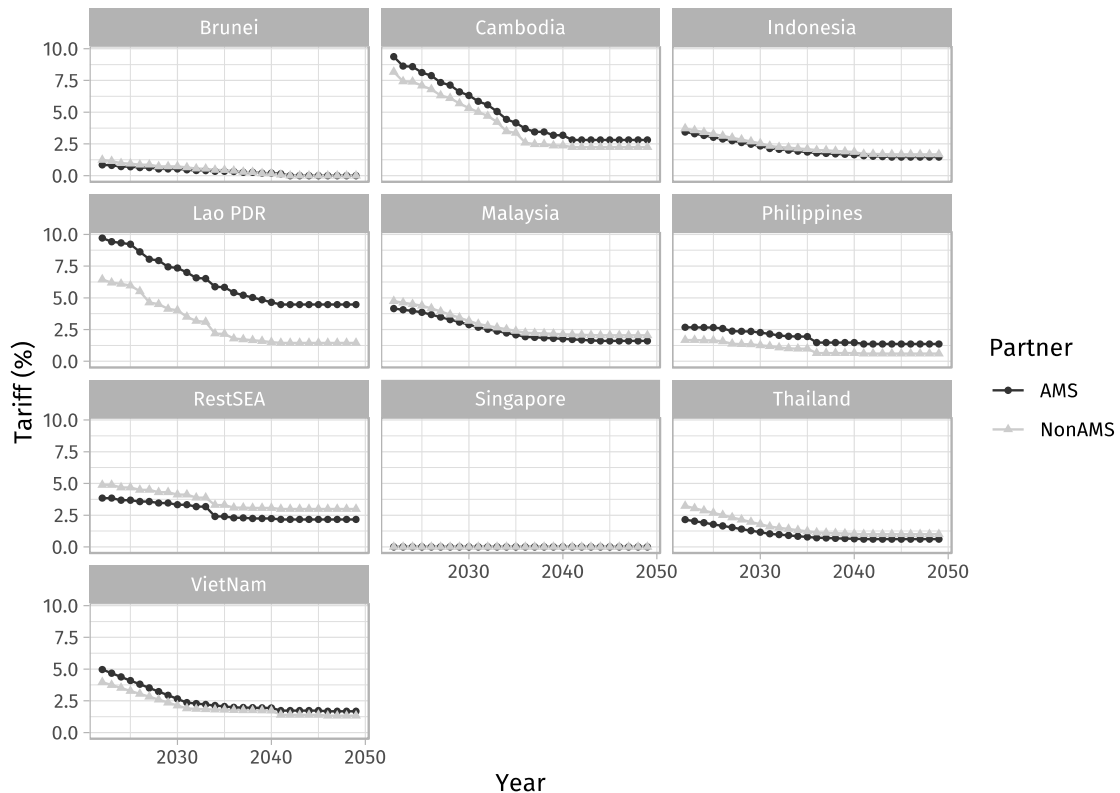 Brunei
Cambodia
Indonesia
10.0
7.5
5.0
2.5
0.0
Lao PDR
Malaysia
Philippines
10.0
7.5
5.0
2.5
0.0
RestSEA
Singapore
Thailand
10.0
7.5
5.0
2.5
0.0
2030
2040
2050
2030
2040
2050
VietNam
10.0
7.5
5.0
2.5
0.0
2030
2040
2050
Year
Tariff (%)
Partner
AMS
NonAMS